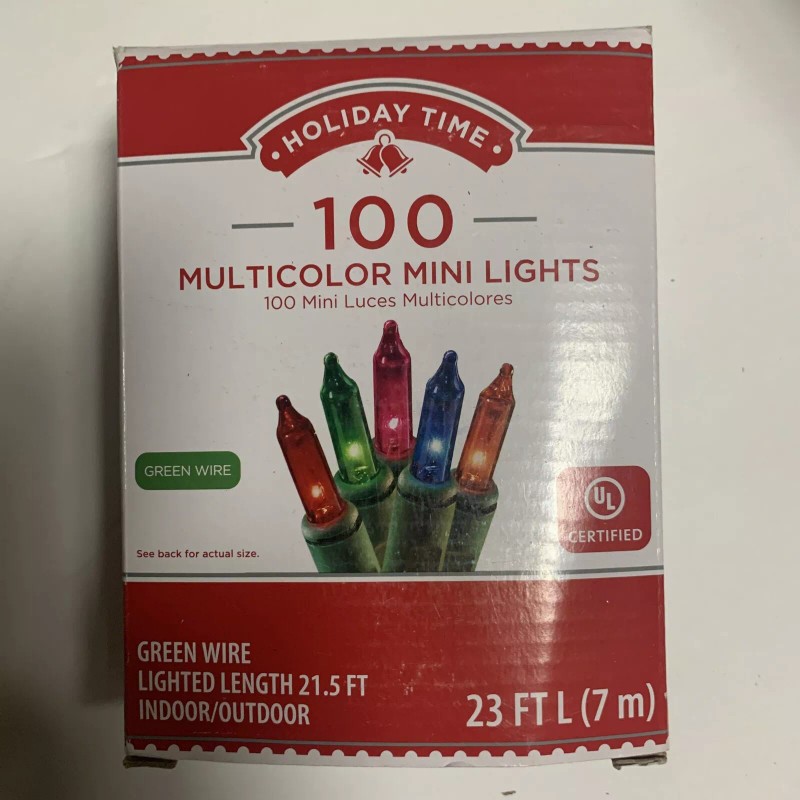 HOLIDAY TIME
100
MULTICOLOR MINI LIGHTS
100 Mini Luces Multicolores
GREEN WIRE
UL
CERTIFIED
See back for actual size.
GREEN WIRE
LIGHTED LENGTH 21.5 FT
INDOOR/OUTDOOR
23 FT L (7 m)